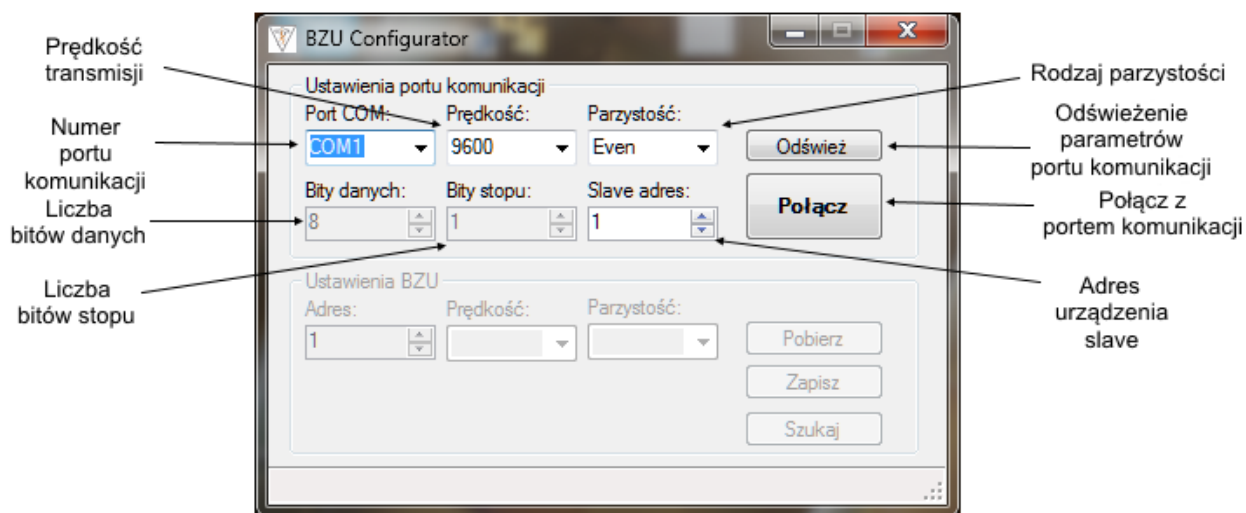 Prędkość
transmisji
Numer
portu
komunikacji
Liczba
bitów danych
Liczba
bitów stopu
BZU Configurator
Ustawienia portu komunikacji
Port COM: Prędkość: Parzystość:
COM1 9600 Even Odśwież
Bity danych: Bity stopu: Slave adres:
8 1 1 Połącz
Ustawienia BZU
Adres: Prędkość: Parzystość:
1 Pobierz
Zapisz
Szukaj
Rodzaj parzystości
Odświeżenie
parametrów
portu komunikacji
Połącz z
portem komunikacji
Adres
urządzenia
slave